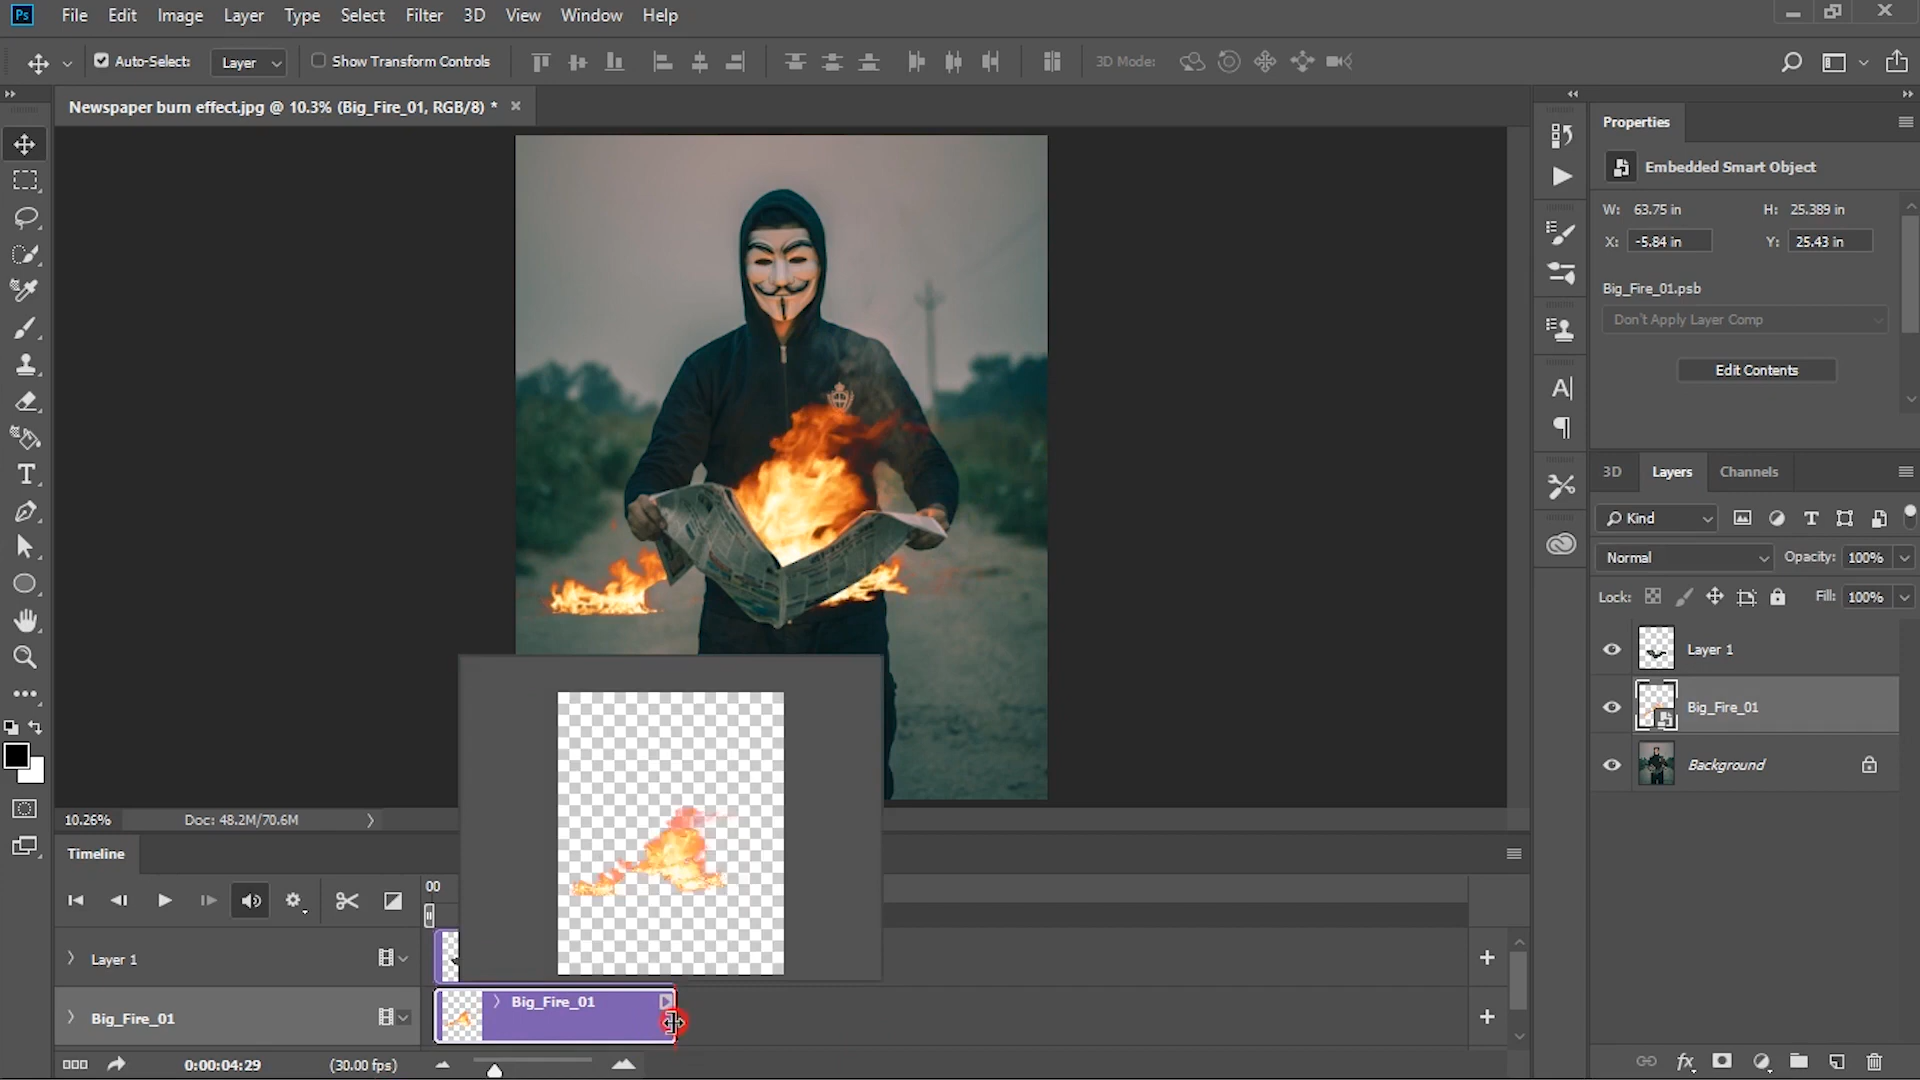 Ps File Edit Image Layer Type Select Filter 3D View Window Help
Auto-Select: Layer Show Transform Controls 3D Mode:
Newspaper burn effect.jpg @ 10.3% (Big_Fire_01, RGB/8) *
Properties
Embedded Smart Object
W: 63.75 in H: 25.389 in
X: -5.84 in Y: 25.43 in
Big_Fire_01.psb
Don't Apply Layer Comp
Edit Contents
3D Layers Channels
Kind
Normal Opacity: 100%
Lock: Fill: 100%
Layer 1
Big_Fire_01
Background
10.26% Doc: 48.2M/70.6M
Timeline
00
Layer 1
Big_Fire_01
Big_Fire_01
0:00:04:29 (30.00 fps)